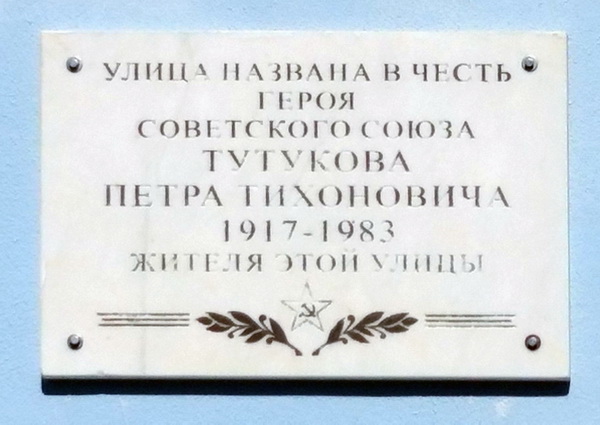 УЛИЦА НАЗВАНА В ЧЕСТЬ
ГЕРОЯ
СОВЕТСКОГО СОЮЗА
ТУТУКОВА
ПЕТРА ТИХОНОВИЧА
1917-1983
ЖИТЕЛЯ ЭТОЙ УЛИЦЫ